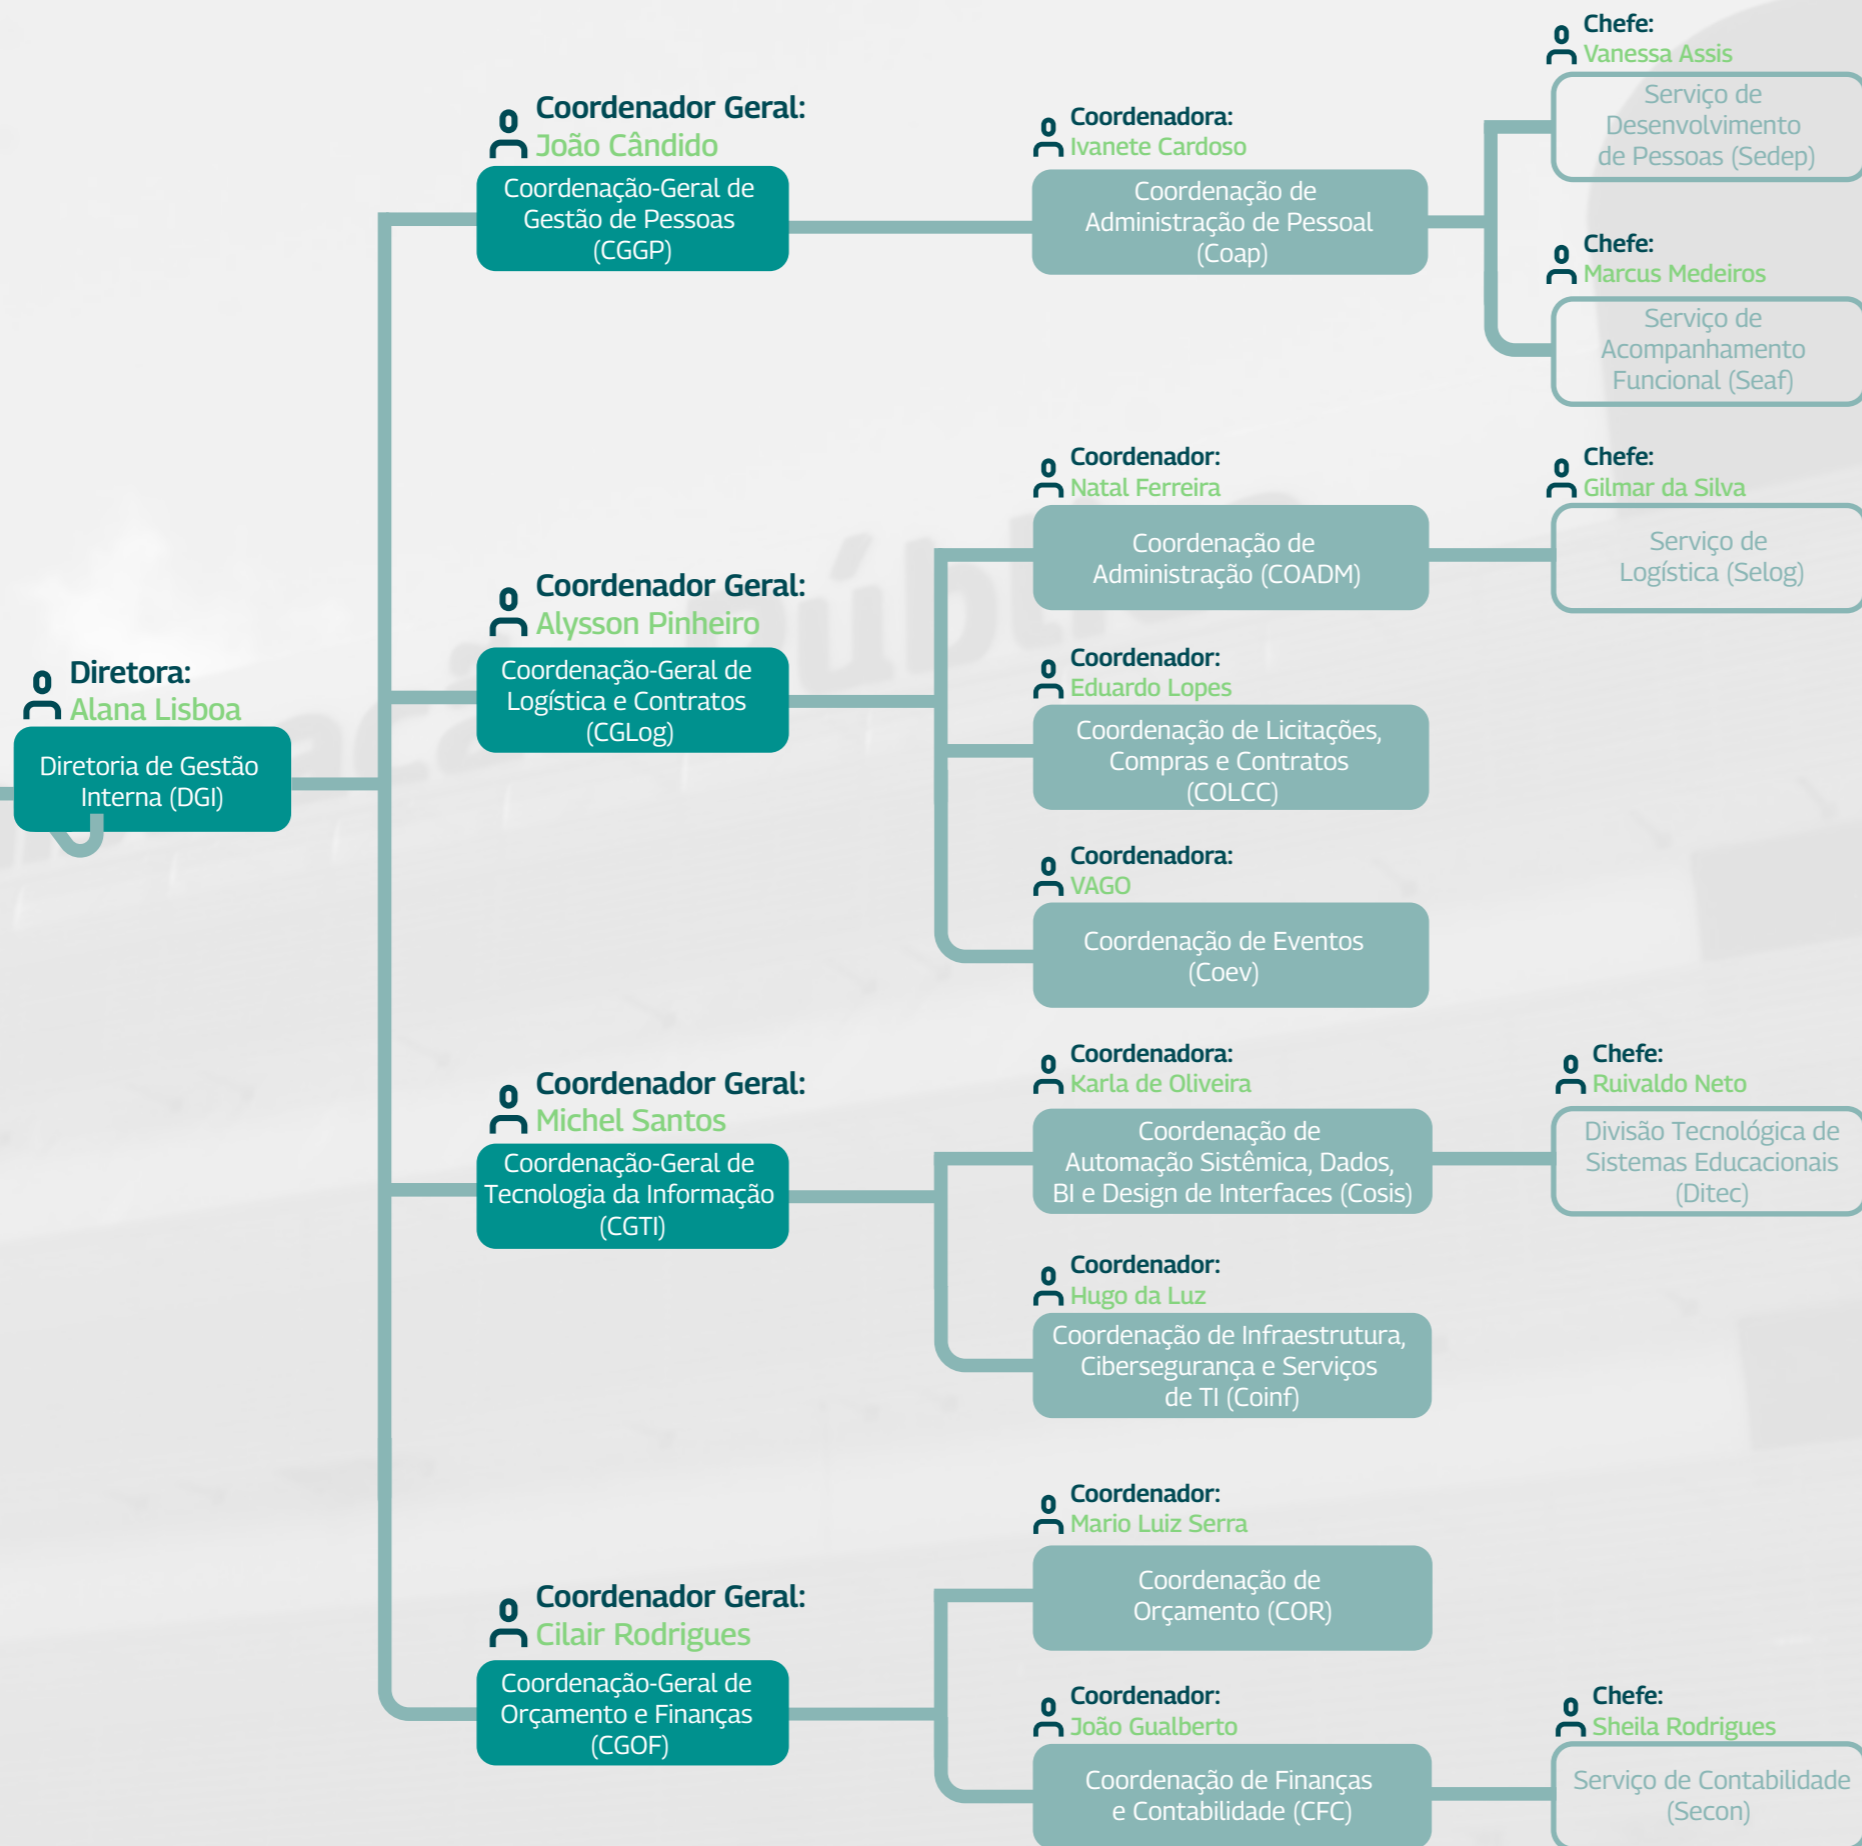 Diretora:
Alana Lisboa
Diretoria de Gestão
Interna (DGI)
Coordenador Geral:
João Cândido
Coordenação-Geral de
Gestão de Pessoas
(CGGP)
Coordenadora:
Ivanete Cardoso
Coordenação de
Administração de Pessoal
(Coap)
Chefe:
Vanessa Assis
Serviço de
Desenvolvimento
de Pessoas (Sedep)
Chefe:
Marcus Medeiros
Serviço de
Acompanhamento
Funcional (Seaf)
Coordenador Geral:
Alysson Pinheiro
Coordenação-Geral de
Logística e Contratos
(CGLog)
Coordenador:
Natal Ferreira
Coordenação de
Administração (COADM)
Chefe:
Gilmar da Silva
Serviço de
Logística (Selog)
Coordenador:
Eduardo Lopes
Coordenação de Licitações,
Compras e Contratos
(COLCC)
Coordenadora:
VAGO
Coordenação de Eventos
(Coev)
Coordenador Geral:
Michel Santos
Coordenação-Geral de
Tecnologia da Informação
(CGTI)
Coordenadora:
Karla de Oliveira
Coordenação de
Automação Sistêmica, Dados,
BI e Design de Interfaces (Cosis)
Chefe:
Ruivaldo Neto
Divisão Tecnológica de
Sistemas Educacionais
(Ditec)
Coordenador:
Hugo da Luz
Coordenação de Infraestrutura,
Cibersegurança e Serviços
de TI (Coinf)
Coordenador Geral:
Cilair Rodrigues
Coordenação-Geral de
Orçamento e Finanças
(CGOF)
Coordenador:
Mario Luiz Serra
Coordenação de
Orçamento (COR)
Coordenador:
João Gualberto
Coordenação de Finanças
e Contabilidade (CFC)
Chefe:
Sheila Rodrigues
Serviço de Contabilidade
(Secon)